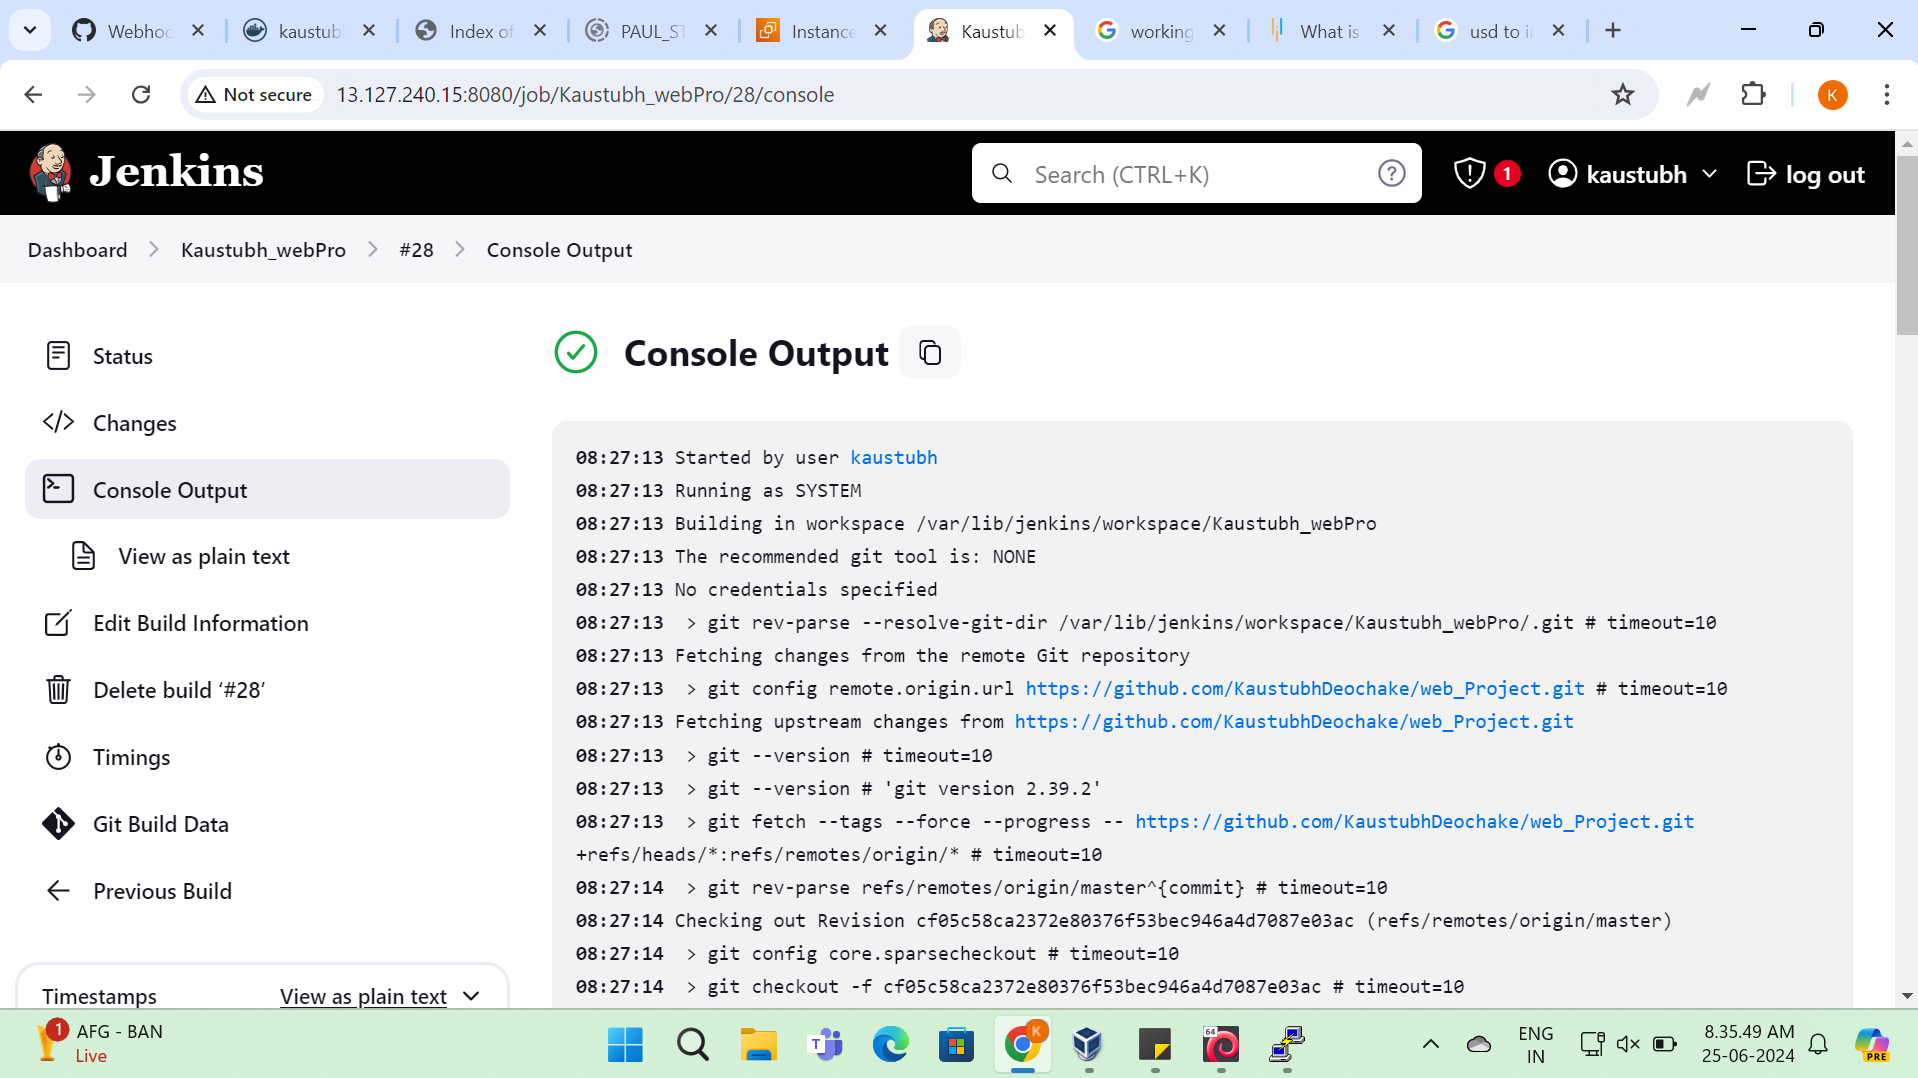 Webhoo
kaustub
Index of
PAUL_ST
Instance
Kaustub
working
What is
usd to i
Not secure
13.127.240.15:8080/job/Kaustubh_webPro/28/console
K
Jenkins
Search (CTRL+K)
1
kaustubh
log out
Dashboard
Kaustubh_webPro
#28
Console Output
Status
Changes
Console Output
View as plain text
Edit Build Information
Delete build ‘#28’
Timings
Git Build Data
Previous Build
Timestamps
View as plain text
Console Output
08:27:13 Started by user kaustubh
08:27:13 Running as SYSTEM
08:27:13 Building in workspace /var/lib/jenkins/workspace/Kaustubh_webPro
08:27:13 The recommended git tool is: NONE
08:27:13 No credentials specified
08:27:13 > git rev-parse --resolve-git-dir /var/lib/jenkins/workspace/Kaustubh_webPro/.git # timeout=10
08:27:13 Fetching changes from the remote Git repository
08:27:13 > git config remote.origin.url https://github.com/KaustubhDeochake/web_Project.git # timeout=10
08:27:13 Fetching upstream changes from https://github.com/KaustubhDeochake/web_Project.git
08:27:13 > git --version # timeout=10
08:27:13 > git --version # 'git version 2.39.2'
08:27:13 > git fetch --tags --force --progress -- https://github.com/KaustubhDeochake/web_Project.git
+refs/heads/*:refs/remotes/origin/* # timeout=10
08:27:14 > git rev-parse refs/remotes/origin/master^{commit} # timeout=10
08:27:14 Checking out Revision cf05c58ca2372e80376f53bec946a4d7087e03ac (refs/remotes/origin/master)
08:27:14 > git config core.sparsecheckout # timeout=10
08:27:14 > git checkout -f cf05c58ca2372e80376f53bec946a4d7087e03ac # timeout=10
1
AFG - BAN
Live
T
K
64
ENG
IN
8.35.49 AM
25-06-2024
PRE